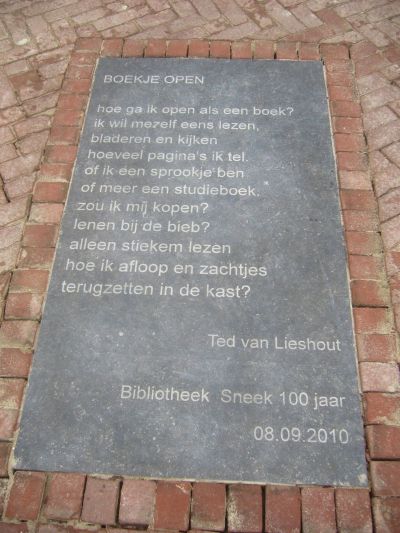 BOEKJE OPEN
hoe ga ik open als een boek?
ik wil mezelf eens lezen,
bladeren en kijken
hoeveel pagina's ik tel.
of ik een sprookje ben
of meer een studieboek.
zou ik mij kopen?
lenen bij de bieb?
alleen stiekem lezen
hoe ik afloop en zachtjes
terugzetten in de kast?
Ted van Lieshout
Bibliotheek Sneek 100 jaar
08.09.2010